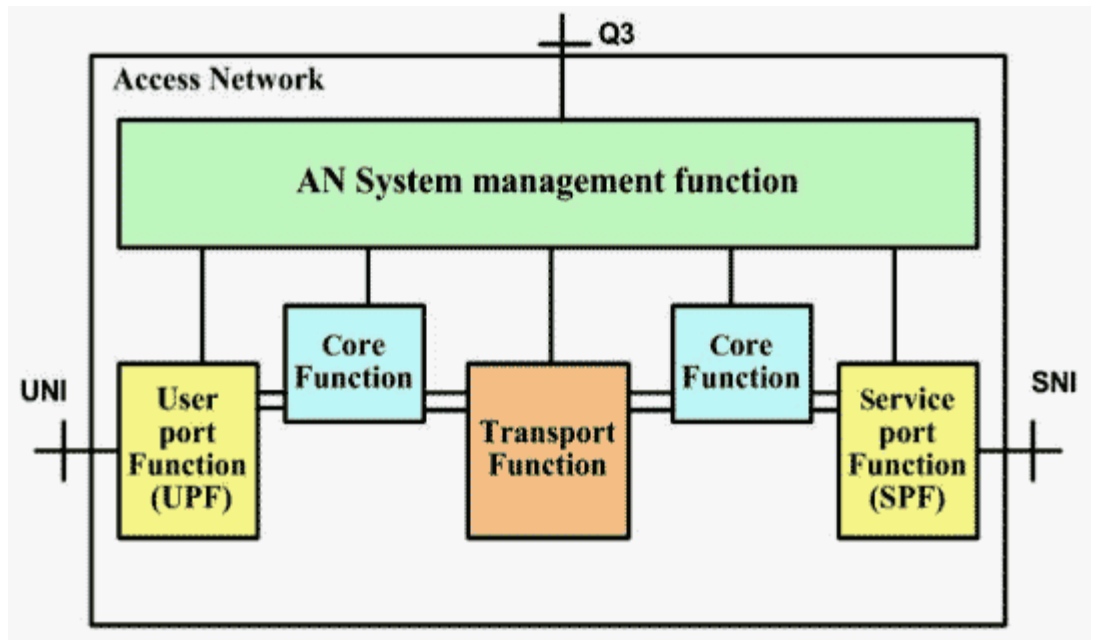 Q3
Access Network
AN System management function
Core
Function
Core
Function
UNI
User
port
Function
(UPF)
Transport
Function
Service
port
Function
(SPF)
SNI